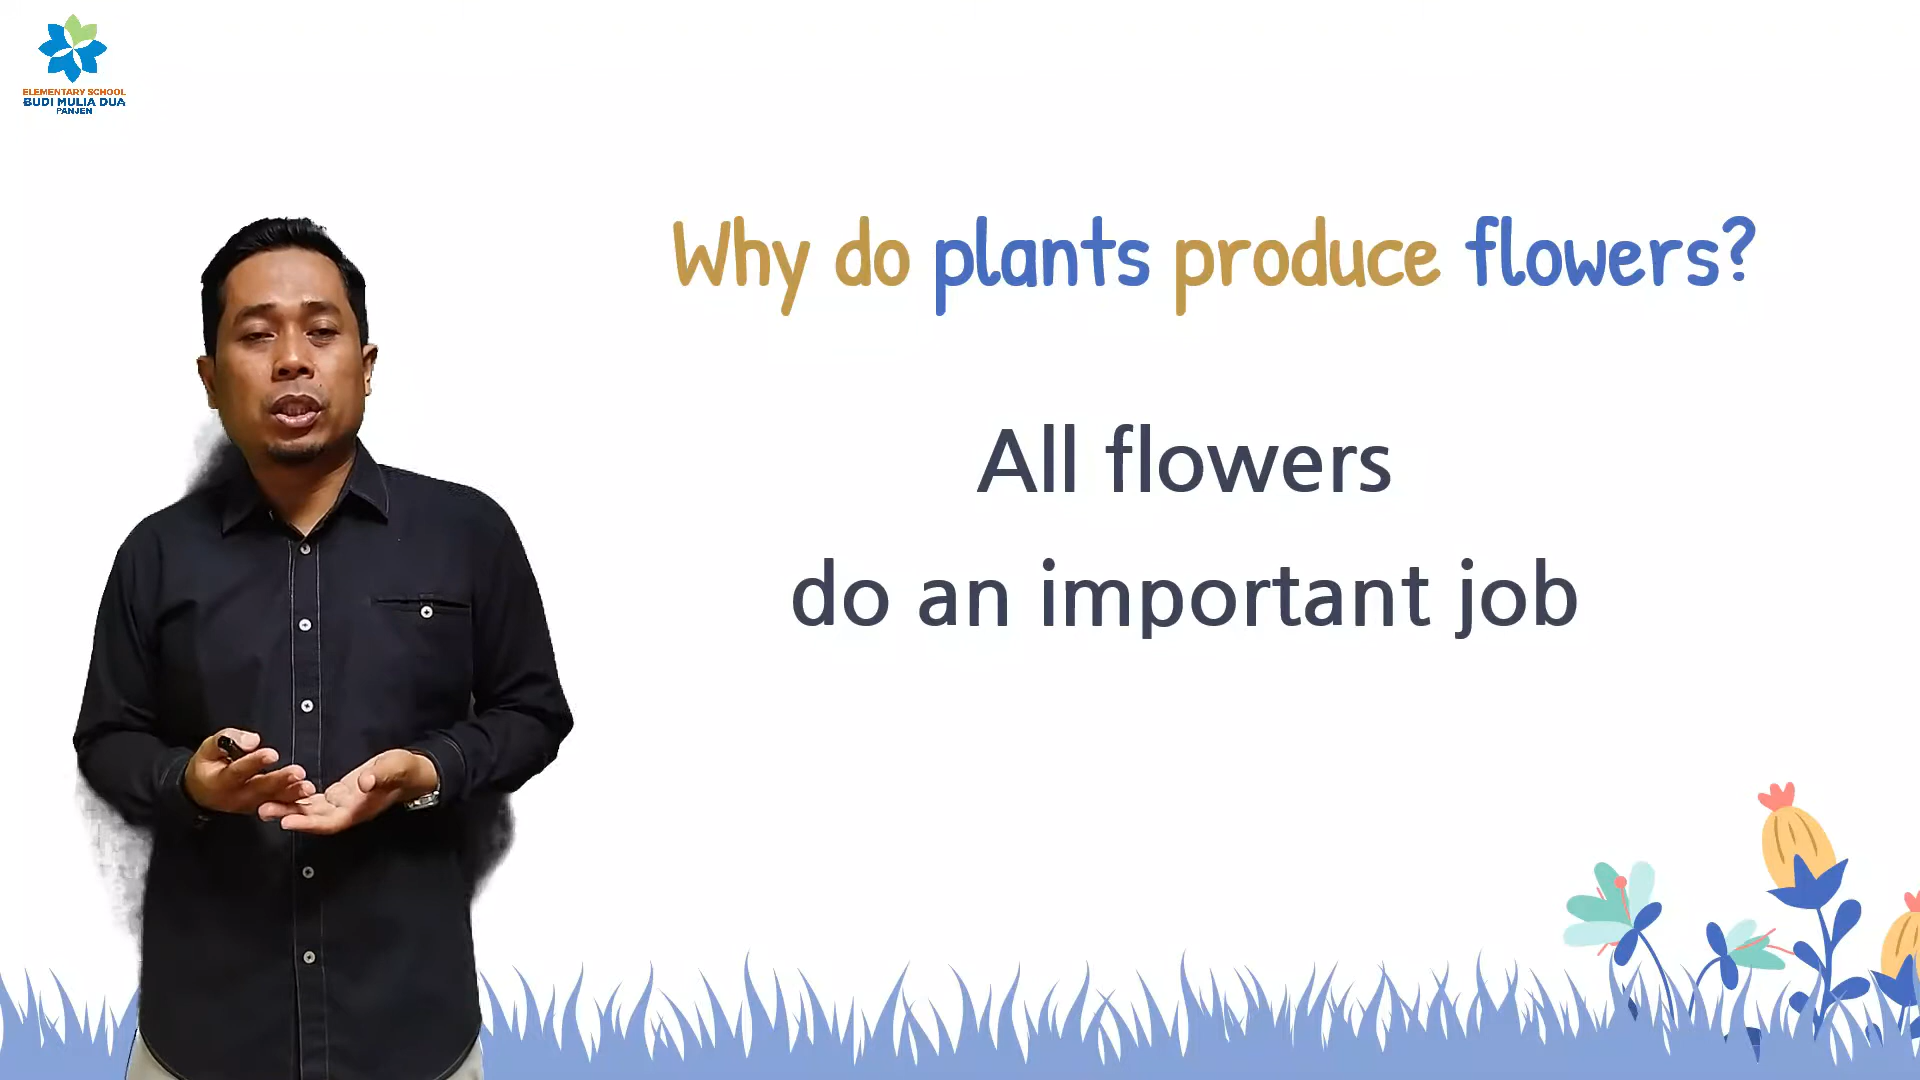 ELEMENTARY SCHOOL
BUDI MULIA DUA
PANJEN
Why do plants produce flowers?
All flowers
do an important job